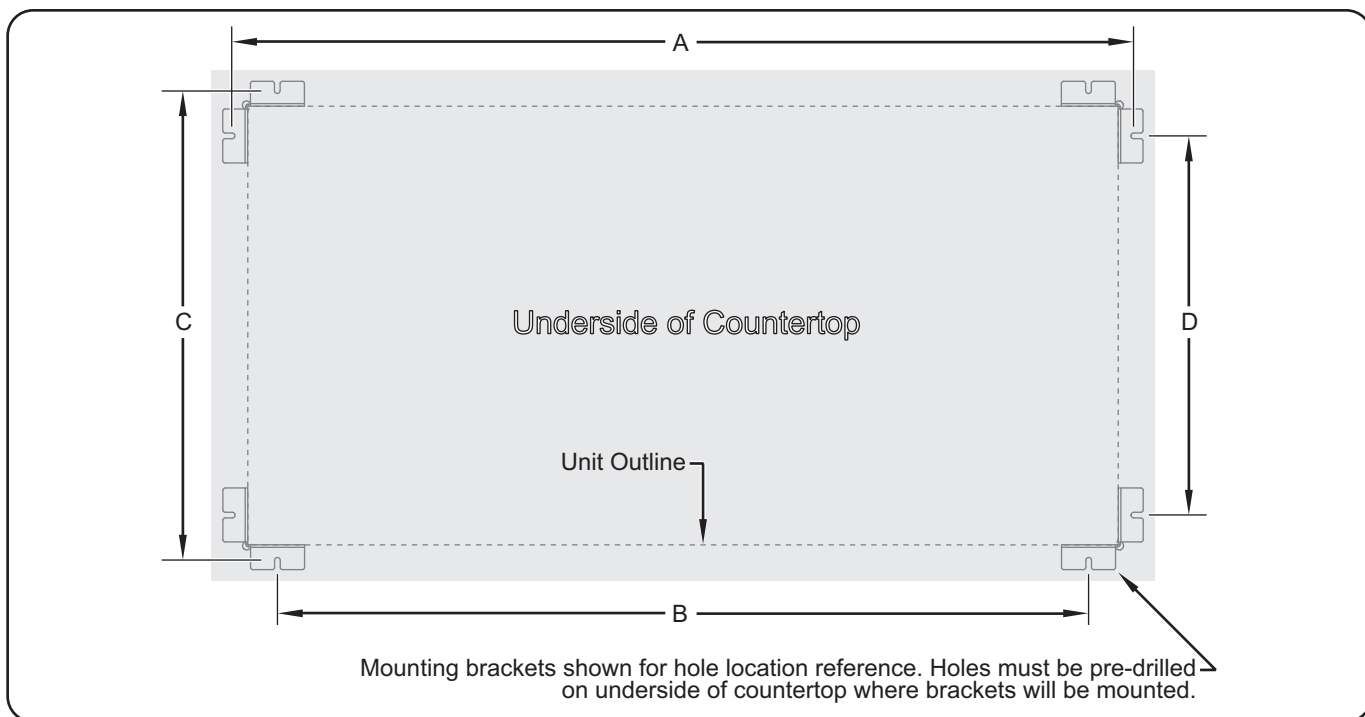 A
C
Underside of Countertop
D
Unit Outline
B
Mounting brackets shown for hole location reference. Holes must be pre-drilled
on underside of countertop where brackets will be mounted.